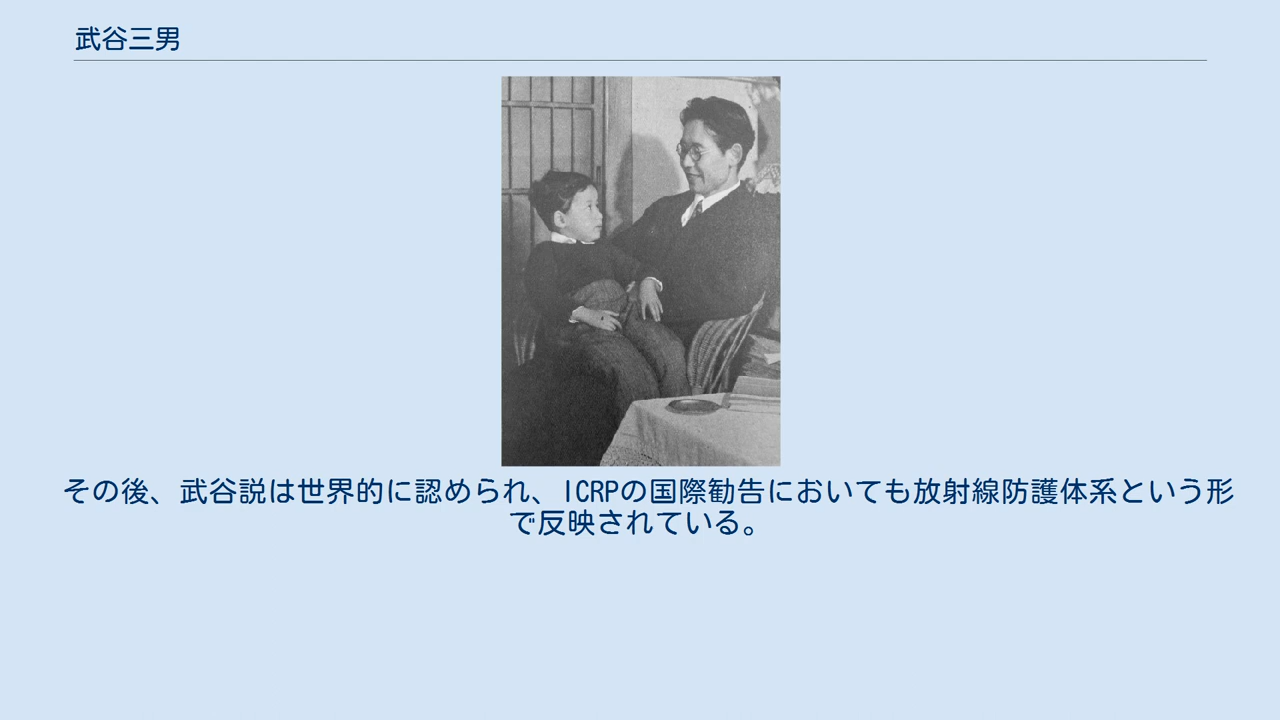 武谷三男
その後、武谷説は世界的に認められ、ICRPの国際勧告においても放射線防護体系という形
で反映されている。